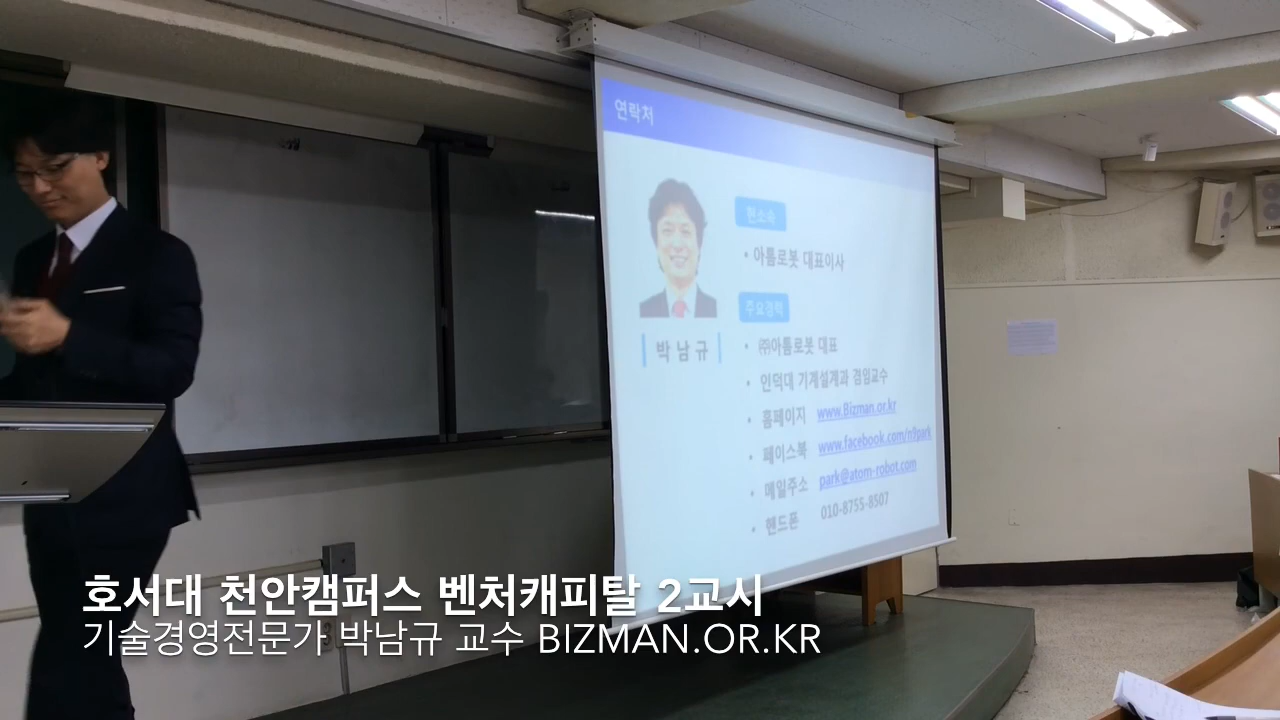 연락처
현소속
• 아톰로봇 대표이사
주요경력
박 남 규
• ㈜아톰로봇 대표
• 인덕대 기계설계과 겸임교수
• 홈페이지 www.Bizman.or.kr
• 페이스북 www.facebook.com/n9park
• 메일주소 park@atom-robot.com
• 핸드폰 010-8755-8507
호서대 천안캠퍼스 벤처캐피탈 2교시
기술경영전문가 박남규 교수 BIZMAN.OR.KR